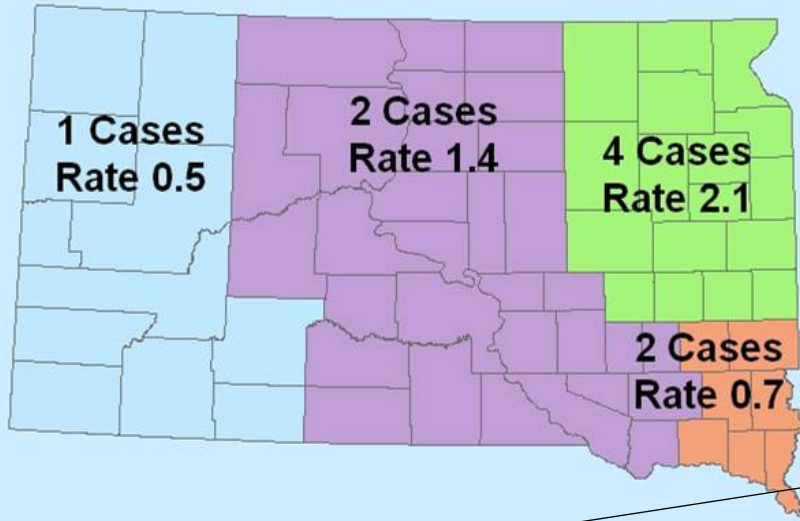 1 Cases
Rate 0.5
2 Cases
Rate 1.4
4 Cases
Rate 2.1
2 Cases
Rate 0.7